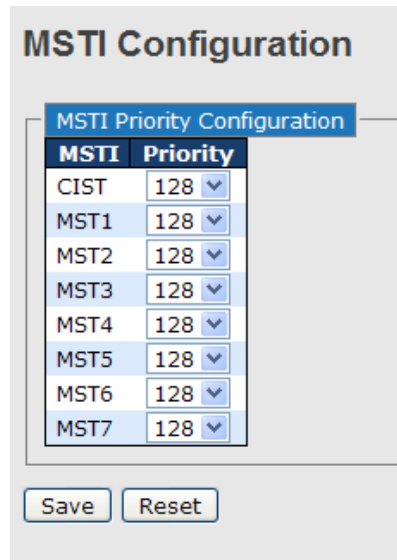 MSTI Configuration
MSTI Priority Configuration
MSTI Priority
CIST 128
MST1 128
MST2 128
MST3 128
MST4 128
MST5 128
MST6 128
MST7 128
Save Reset